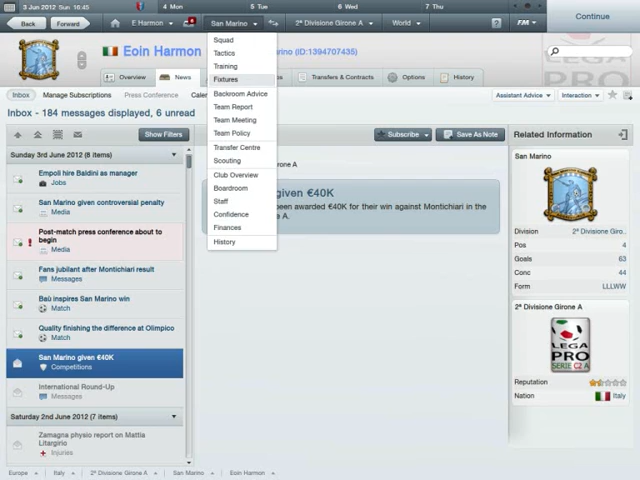 3 Jun 2012 Sun 16:45
4 Mon
5 Tue
6 Wed
7 Thu
Back
Forward
E Harmon
San Marino
2ª Divisione Girone A
World
?
FM
Continue
Eoin Harmon
(ID:1394707435)
Overview
News
Transfers & Contracts
Options
History
Inbox
Manage Subscriptions
Press Conference
Assistant Advice
Interaction
Inbox - 184 messages displayed, 6 unread
Show Filters
Subscribe
Save As Note
Related Information
Squad
Tactics
Training
Fixtures
Backroom Advice
Team Report
Team Meeting
Team Policy
Transfer Centre
Scouting
Club Overview
Boardroom
Staff
Confidence
Finances
History
Sunday 3rd June 2012 (8 items)
Empoli hire Baldini as manager
Jobs
San Marino given controversial penalty
Media
Post-match press conference about to
begin
Media
Fans jubilant after Montichiari result
Messages
Baù inspires San Marino win
Match
Quality finishing the difference at Olimpico
Match
San Marino given €40K
Competitions
International Round-Up
Messages
Saturday 2nd June 2012 (7 items)
Zamagna physio report on Mattia
Litargirio
Injuries
given €40K
been awarded €40K for their win against Montichiari in the
San Marino
Division
2ª Divisione Giro..
Pos
4
Goals
63
Conc
44
Form
LLLWW
2ª Divisione Girone A
LEGA
PRO
SERIE C2 A
Reputation
Nation
Italy
Europe
Italy
2ª Divisione Girone A
San Marino
Eoin Harmon